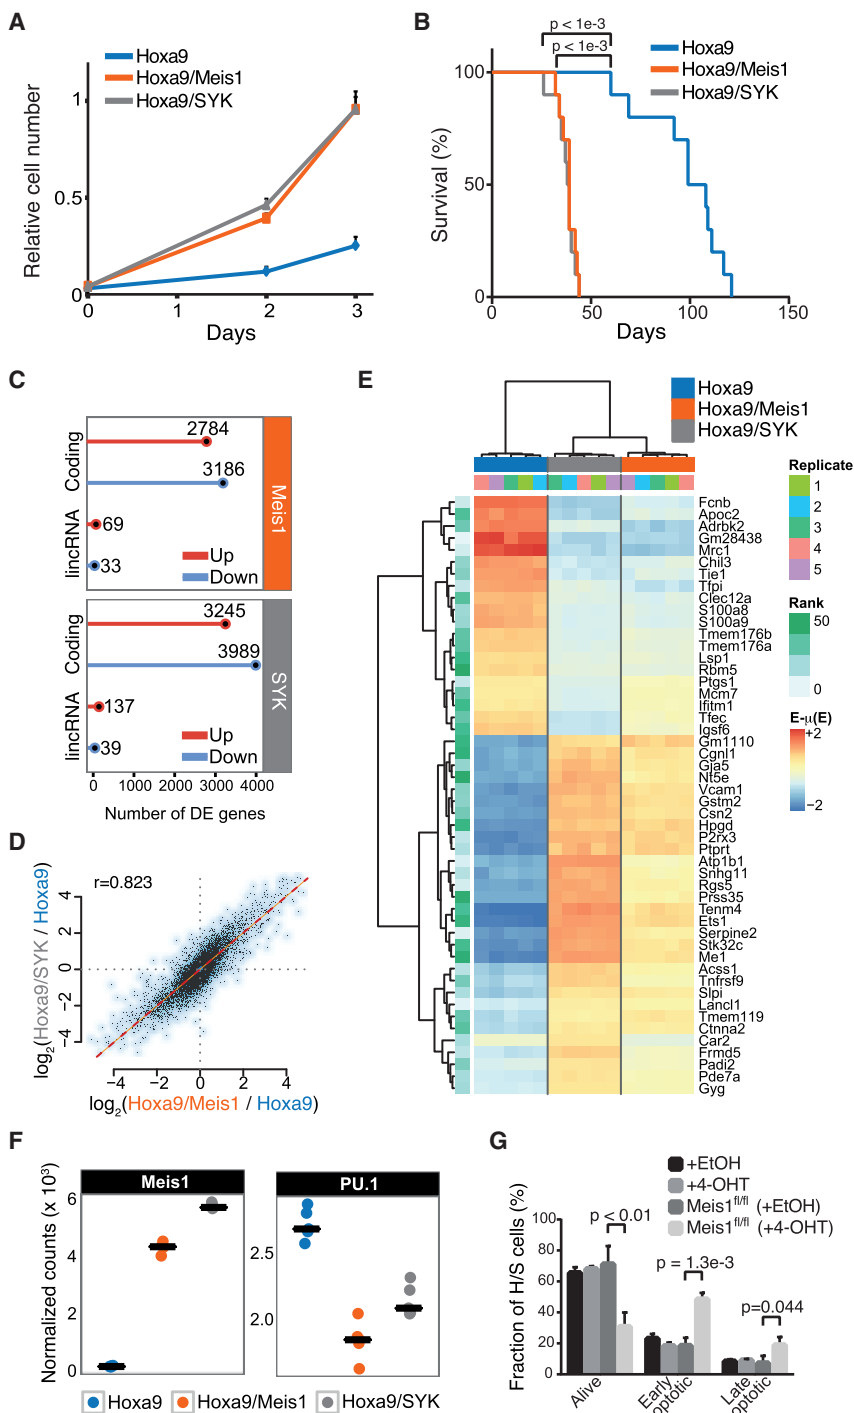 A
Hoxa9
Hoxa9/Meis1
Hoxa9/SYK
Relative cell number
1
0.5
0
0 1 2 3
Days
B
p < 1e-3
p < 1e-3
Hoxa9
Hoxa9/Meis1
Hoxa9/SYK
Survival (%)
100
50
0
0 50 100 150
Days
C
Coding
lincRNA
2784
3186
69
33
Up
Down
Meis1
Coding
lincRNA
3245
3989
137
39
Up
Down
SYK
0 1000 2000 3000 4000
Number of DE genes
D
r=0.823
log2(Hoxa9/SYK / Hoxa9)
4
2
0
−2
−4
−4 −2 0 2 4
log2(Hoxa9/Meis1 / Hoxa9)
E
Hoxa9
Hoxa9/Meis1
Hoxa9/SYK
Fcnb
Apoc2
Adrbk2
Gm28438
Mrc1
Chil3
Tie1
Tfpi
Clec12a
S100a8
S100a9
Tmem176b
Tmem176a
Lsp1
Rbm5
Ptgs1
Mcm7
Ifitm1
Tfec
Igsf6
Gm1110
Cgnl1
Gja5
Nt5e
Vcam1
Gstm2
Csn2
Hpgd
P2rx3
Ptprt
Atp1b1
Snhg11
Rgs5
Prss35
Tenm4
Ets1
Serpine2
Stk32c
Me1
Acss1
Tnfrsf9
Slpi
Lancl1
Tmem119
Ctnna2
Car2
Frmd5
Padi2
Pde7a
Gyg
Replicate
1
2
3
4
5
Rank
50
0
E-μ(E)
+2
−2
F
Meis1
PU.1
Normalized counts (x 10³)
6
4
2
0
2.5
2.0
Hoxa9
Hoxa9/Meis1
Hoxa9/SYK
G
+EtOH
+4-OHT
Meis1fl/fl (+EtOH)
Meis1fl/fl (+4-OHT)
Fraction of H/S cells (%)
100
80
60
40
20
0
p < 0.01
p = 1.3e-3
p=0.044
Alive
Early
optotic
Late
optotic